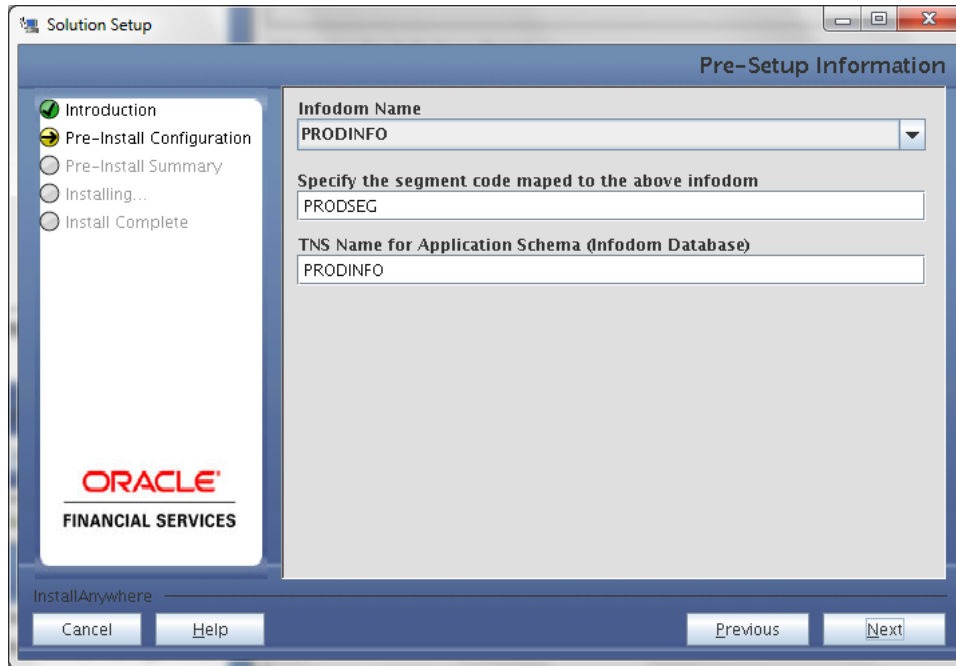 Solution Setup
Pre-Setup Information
Introduction
Pre-Install Configuration
Pre-Install Summary
Installing...
Install Complete
ORACLE
FINANCIAL SERVICES
Infodom Name
PRODINFO
Specify the segment code maped to the above infodom
PRODSEG
TNS Name for Application Schema (Infodom Database)
PRODINFO
InstallAnywhere
Cancel
Help
Previous
Next